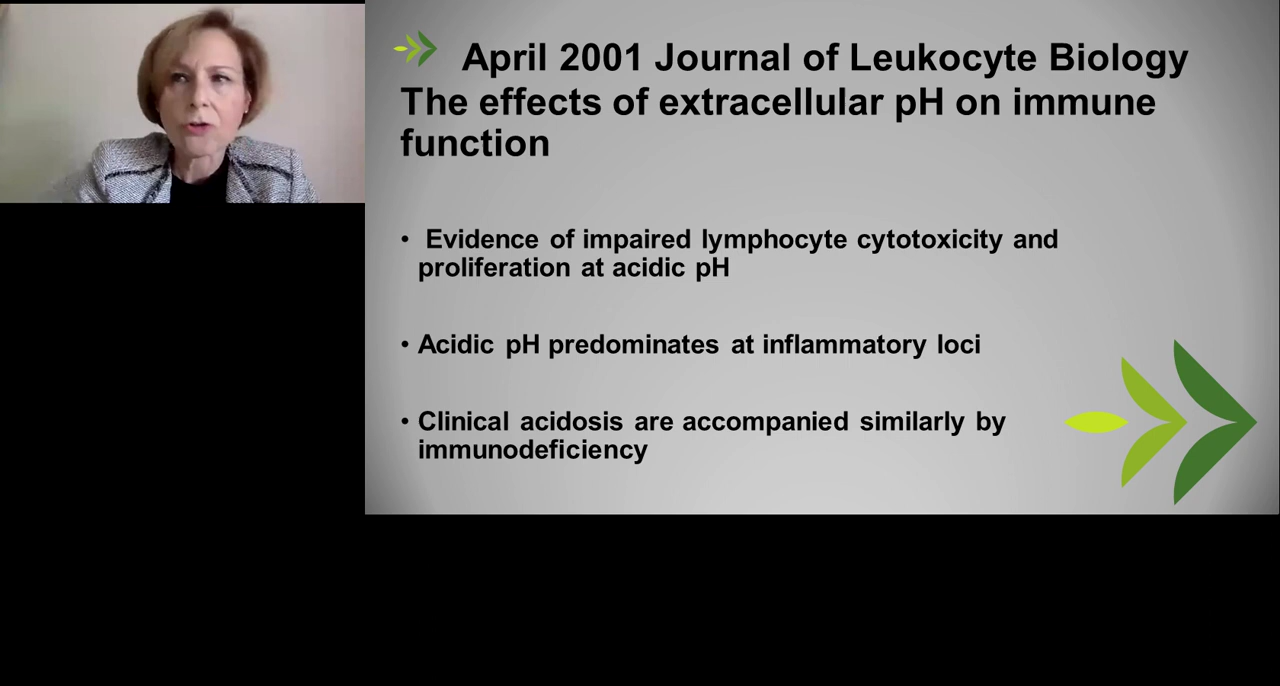 April 2001 Journal of Leukocyte Biology
The effects of extracellular pH on immune
function
• Evidence of impaired lymphocyte cytotoxicity and
proliferation at acidic pH
• Acidic pH predominates at inflammatory loci
• Clinical acidosis are accompanied similarly by
immunodeficiency